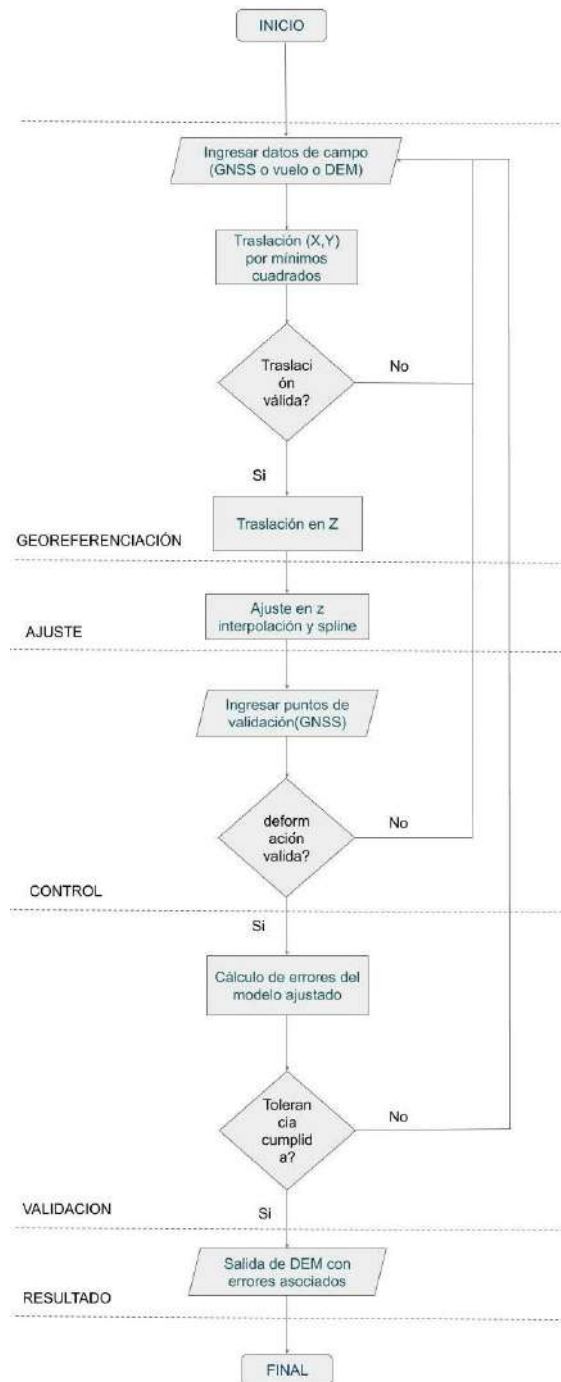 INICIO
Ingresar datos de campo
(GNSS o vuelo o DEM)
Traslación (X,Y)
por mínimos
cuadrados
Traslaci
ón
válida?
No
Si
Traslación en Z
GEOREFERENCIACIÓN
Ajuste en z
interpolación y spline
AJUSTE
Ingresar puntos de
validación(GNSS)
deform
ación
valida?
No
CONTROL
Si
Cálculo de errores del
modelo ajustado
Toleran
cia
cumplid
a?
No
VALIDACION
Si
Salida de DEM con
errores asociados
RESULTADO
FINAL